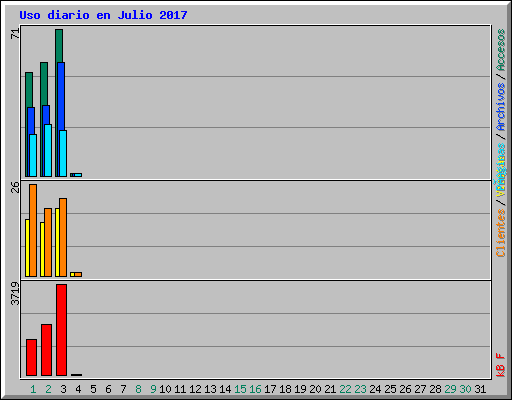 Uso diario en Julio 2017
71
26
3719
Accesos
/
Archivos
/
/
Clientes
kB F
1 2 3 4 5 6 7 8 9 10 11 12 13 14 15 16 17 18 19 20 21 22 23 24 25 26 27 28 29 30 31